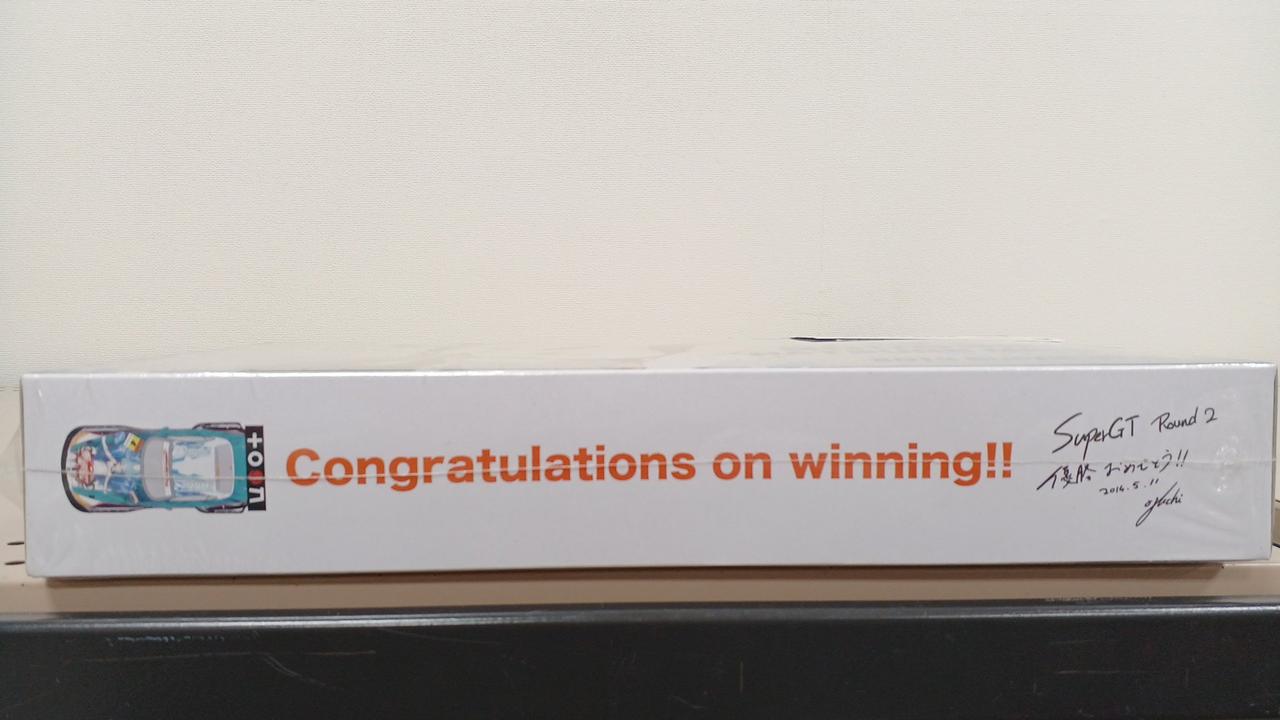 Congratulations on winning!!
SuperGT Round 2
優勝 おめでとう!!
2014.5.11